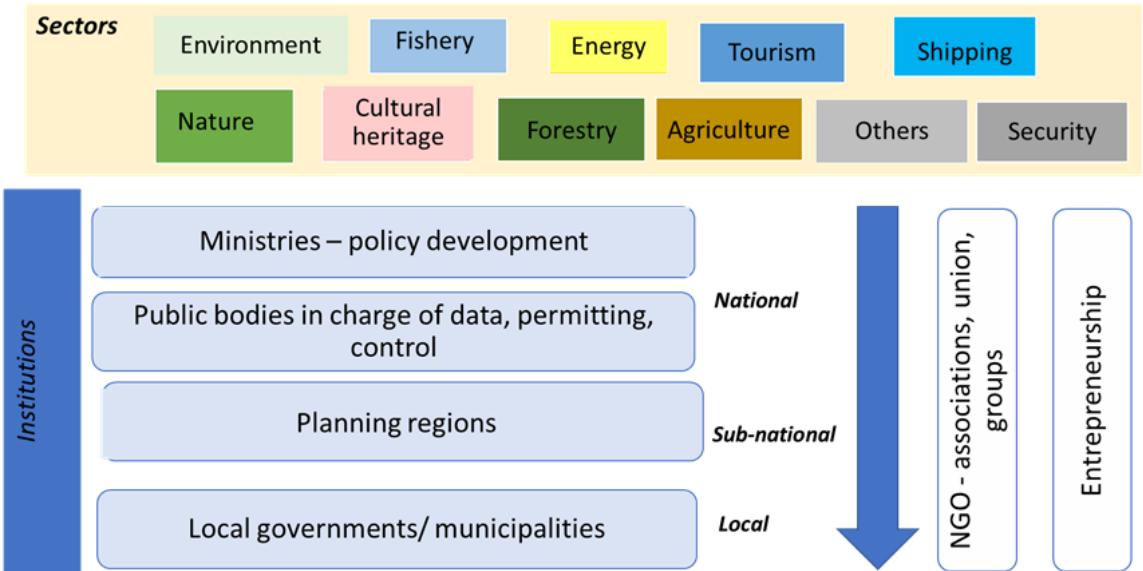 Sectors
Environment
Fishery
Energy
Tourism
Shipping
Nature
Cultural
heritage
Forestry
Agriculture
Others
Security
Institutions
Ministries – policy development
Public bodies in charge of data, permitting,
control
Planning regions
Local governments/ municipalities
National
Sub-national
Local
NGO - associations, union,
groups
Entrepreneurship